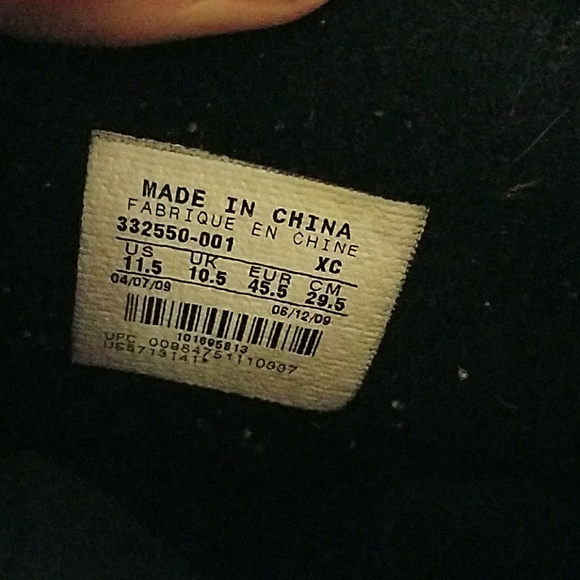 MADE IN CHINA
FABRIQUE EN CHINE
332550-001 XC
US UK EUR CM
11.5 10.5 45.5 29.5
04/07/09 06/12/09
101695813
UPC